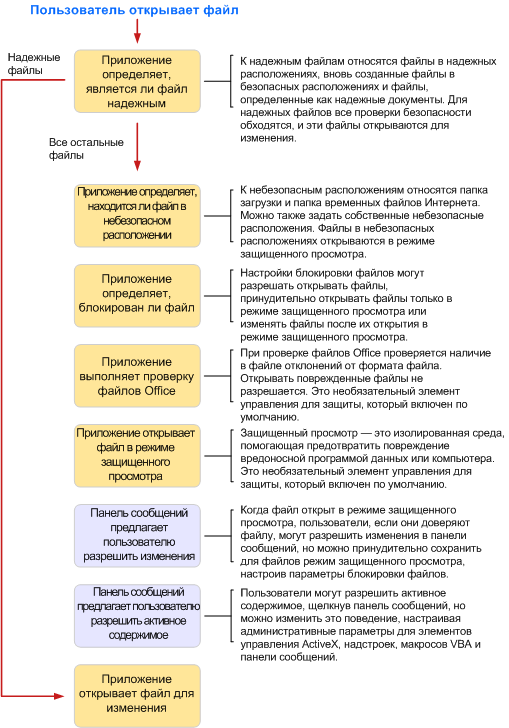 Пользователь открывает файл
Надежные
файлы
Приложение
определяет,
является ли файл
надежным
К надежным файлам относятся файлы в надежных
расположениях, вновь созданные файлы в
безопасных расположениях и файлы,
определенные как надежные документы. Для
надежных файлов все проверки безопасности
обходятся, и эти файлы открываются для
изменения.
Все остальные
файлы
Приложение определяет,
находится ли файл в
небезопасном
расположении
К небезопасным расположениям относятся папка
загрузки и папка временных файлов Интернета.
Можно также задать собственные небезопасные
расположения. Файлы в небезопасных
расположениях открываются в режиме
защищенного просмотра.
Приложение
определяет,
блокирован ли файл
Настройки блокировки файлов могут
разрешать открывать файлы,
принудительно открывать файлы только в
режиме защищенного просмотра или
изменять файлы после их открытия в
режиме защищенного просмотра.
Приложение
выполняет проверку
файлов Office
При проверке файлов Office проверяется наличие
в файле отклонений от формата файла.
Открывать поврежденные файлы не
разрешается. Это необязательный элемент
управления для защиты, который включен по
умолчанию.
Приложение открывает
файл в режиме
защищенного
просмотра
Защищенный просмотр — это изолированная среда,
помогающая предотвратить повреждение
вредоносной программой данных или компьютера.
Это необязательный элемент управления для
защиты, который включен по умолчанию.
Панель сообщений
предлагает
пользователю
разрешить изменения
Когда файл открыт в режиме защищенного
просмотра, пользователи, если они доверяют
файлу, могут разрешить изменения в панели
сообщений, но можно принудительно сохранить
для файлов режим защищенного просмотра,
настроив параметры блокировки файлов.
Панель сообщений
предлагает пользователю
разрешить активное
содержимое
Пользователи могут разрешить активное
содержимое, щелкнув панель сообщений, но
можно изменить это поведение, настраивая
административные параметры для элементов
управления ActiveX, надстроек, макросов VBA и
панели сообщений.
Приложение
открывает файл для
изменения